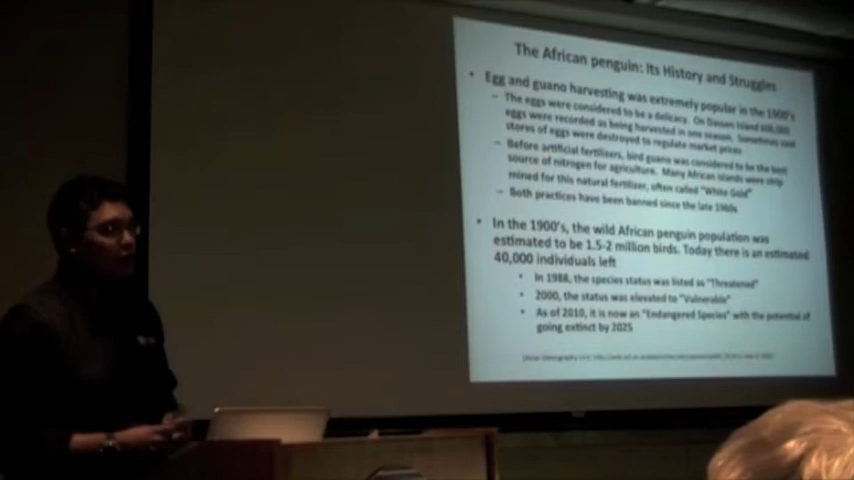 The African penguin: Its History and Struggles
• Egg and guano harvesting was extremely popular in the 1900's
– The eggs were considered to be a delicacy. On Dassen Island 600,000
eggs were recorded as being harvested in one season. Sometimes
stores of eggs were destroyed to regulate market prices
– Before artificial fertilizers, bird guano was considered to be the best
source of nitrogen for agriculture. Many African islands were strip
mined for this natural fertilizer, often called "White Gold"
– Both practices have been banned since the late 1960s
• In the 1900's, the wild African penguin population was
estimated to be 1.5-2 million birds. Today there is an estimated
40,000 individuals left
• In 1988, the species status was listed as "Threatened"
• 2000, the status was elevated to "Vulnerable"
• As of 2010, it is now an "Endangered Species" with the potential of
going extinct by 2025